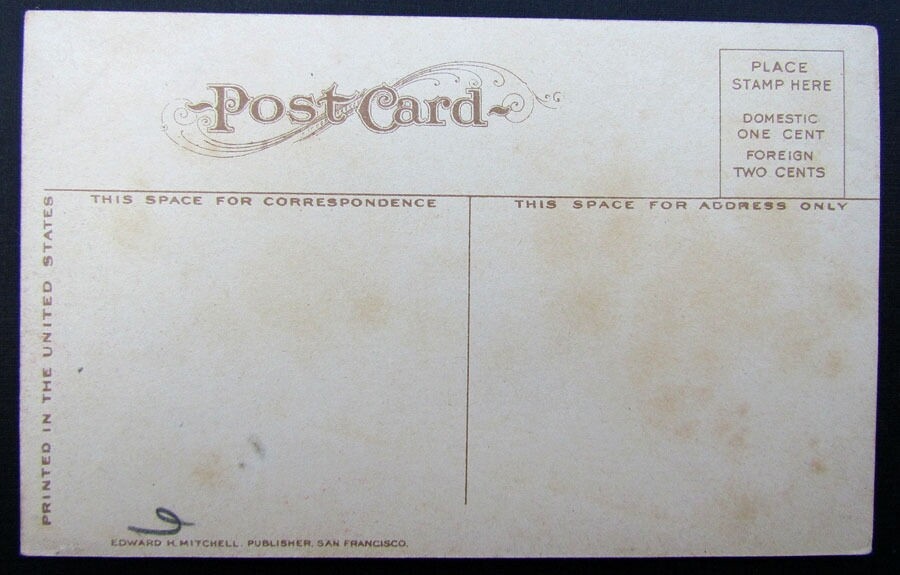 Post Card
PLACE
STAMP HERE
DOMESTIC
ONE CENT
FOREIGN
TWO CENTS
THIS SPACE FOR CORRESPONDENCE
THIS SPACE FOR ADDRESS ONLY
PRINTED IN THE UNITED STATES
EDWARD H. MITCHELL, PUBLISHER, SAN FRANCISCO.